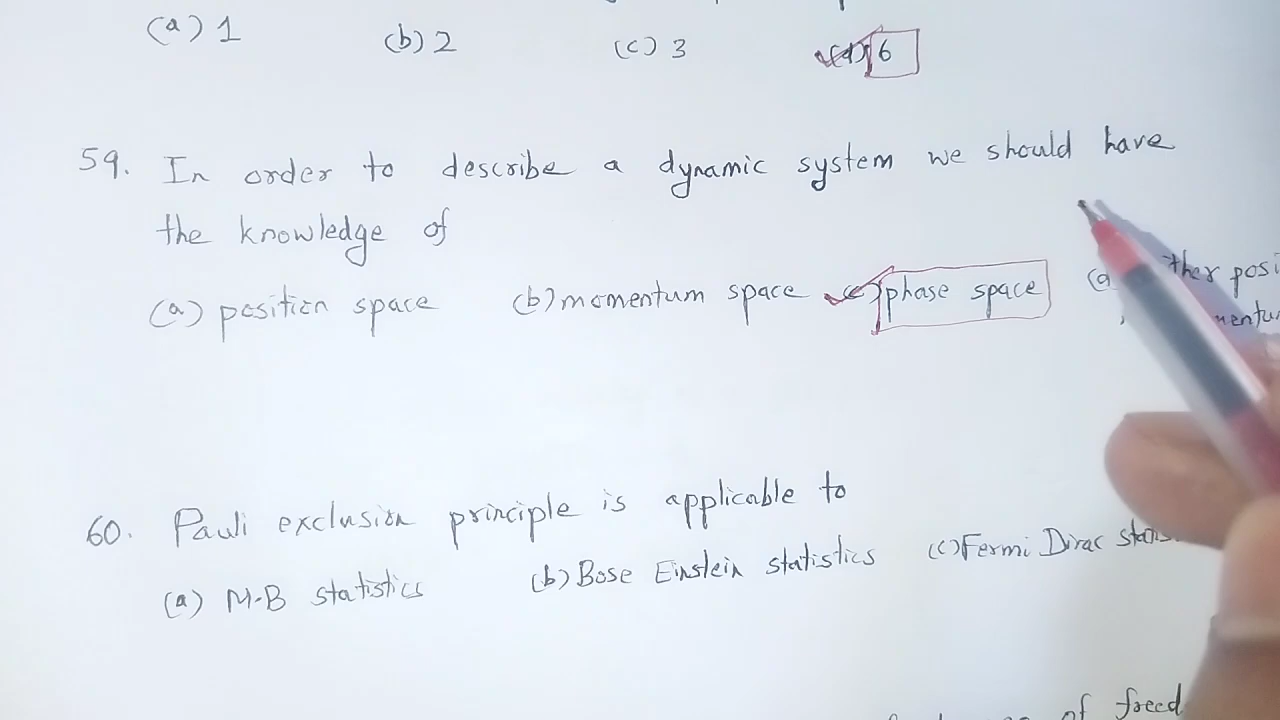 (a) 1 (b) 2 (c) 3 (d) 6
59. In order to describe a dynamic system we should have
the knowledge of
(a) position space (b) momentum space (c) phase space
60. Pauli exclusion principle is applicable to
(a) M-B statistics (b) Bose Einstein statistics (c) Fermi Dirac
of